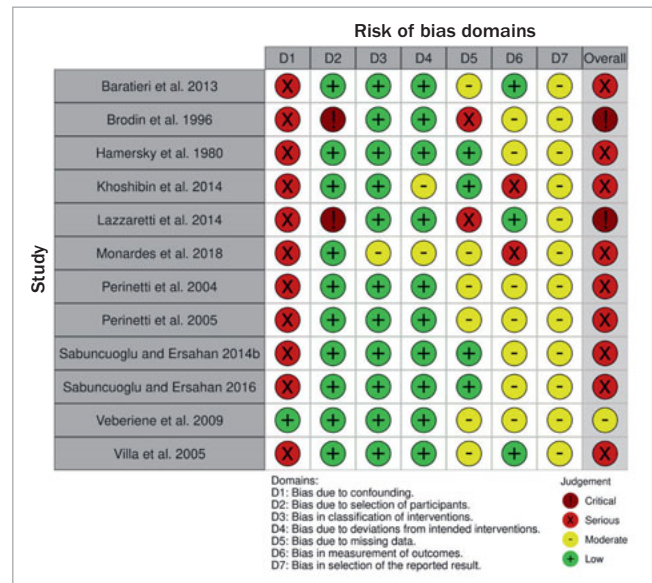 Risk of bias domains
D1 D2 D3 D4 D5 D6 D7 Overall
Study
Baratieri et al. 2013 X + + + - + - X
Brodin et al. 1996 X ! + + X - - !
Hamersky et al. 1980 X + + + + - - X
Khoshibin et al. 2014 X + + - + X - X
Lazzaretti et al. 2014 X ! + + X + - !
Monardes et al. 2018 X + - - - X - X
Perinetti et al. 2004 X + + + - - - X
Perinetti et al. 2005 X + + + - - - X
Sabuncuoglu and Ersahan 2014b X + + + + - - X
Sabuncuoglu and Ersahan 2016 X + + + + - - X
Veberiene et al. 2009 + + + + - - - -
Villa et al. 2005 X + + + - + - X
Domains:
D1: Bias due to confounding.
D2: Bias due to selection of participants.
D3: Bias in classification of interventions.
D4: Bias due to deviations from intended interventions.
D5: Bias due to missing data.
D6: Bias in measurement of outcomes.
D7: Bias in selection of the reported result.
Judgement
! Critical
X Serious
- Moderate
+ Low